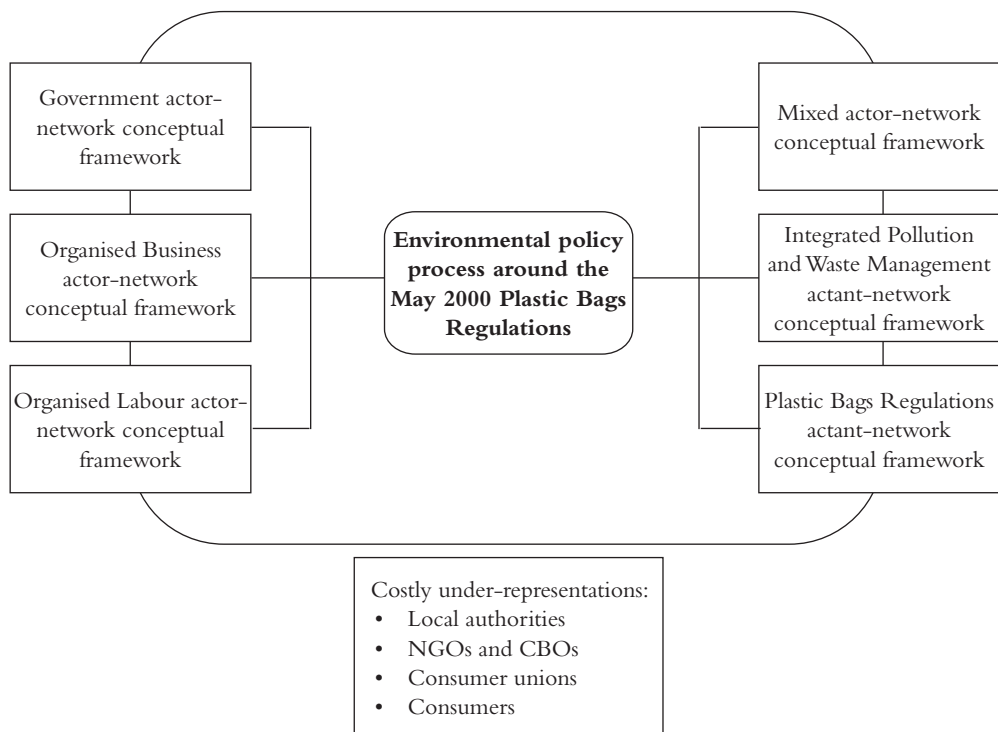 Government actor-
network conceptual
framework
Organised Business
actor-network
conceptual framework
Organised Labour actor-
network conceptual
framework
Environmental policy
process around the
May 2000 Plastic Bags
Regulations
Mixed actor-network
conceptual framework
Integrated Pollution
and Waste Management
actant-network
conceptual framework
Plastic Bags Regulations
actant-network
conceptual framework
Costly under-representations:
• Local authorities
• NGOs and CBOs
• Consumer unions
• Consumers